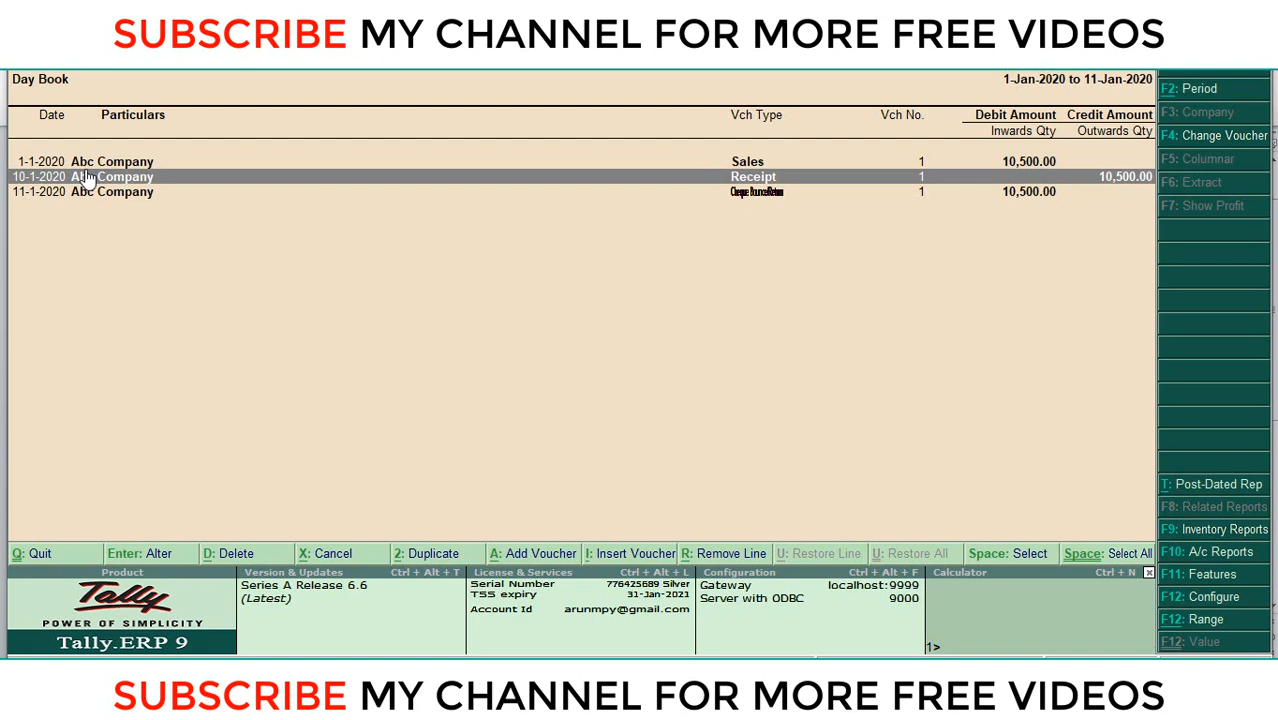 SUBSCRIBE MY CHANNEL FOR MORE FREE VIDEOS
Day Book 1-Jan-2020 to 11-Jan-2020
Date Particulars Vch Type Vch No. Debit Amount Credit Amount
Inwards Qty Outwards Qty
1-1-2020 Abc Company Sales 1 10,500.00
10-1-2020 Abc Company Receipt 1 10,500.00
11-1-2020 Abc Company 1 10,500.00
F2: Period
F3: Company
F4: Change Voucher
F5: Columnar
F6: Extract
F7: Show Profit
T: Post-Dated Rep
F8: Related Reports
F9: Inventory Reports
F10: A/c Reports
F11: Features
F12: Configure
F12: Range
F12: Value
Q: Quit Enter: Alter D: Delete X: Cancel 2: Duplicate A: Add Voucher I: Insert Voucher R: Remove Line U: Restore Line U: Restore All Space: Select Space: Select All
Product Version & Updates Ctrl + Alt + T License & Services Ctrl + Alt + L Configuration Ctrl + Alt + F Calculator Ctrl + N x
Tally
POWER OF SIMPLICITY
Tally.ERP 9
Series A Release 6.6
(Latest)
Serial Number 776425689 Silver
TSS expiry 31-Jan-2021
Account Id arunmpy@gmail.com
Gateway localhost:9999
Server with ODBC 9000
1>
SUBSCRIBE MY CHANNEL FOR MORE FREE VIDEOS